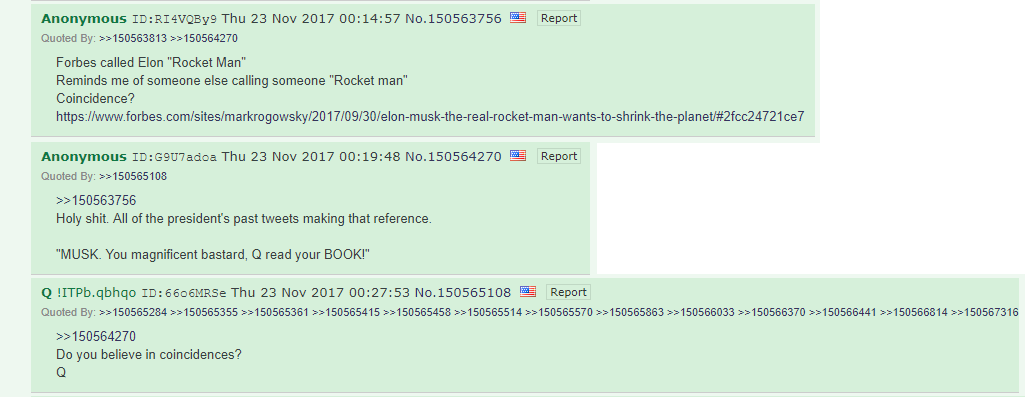 Anonymous ID:RI4VQBy9 Thu 23 Nov 2017 00:14:57 No.150563756 Report
Quoted By: >>150563813 >>150564270
Forbes called Elon "Rocket Man"
Reminds me of someone else calling someone "Rocket man"
Coincidence?
https://www.forbes.com/sites/markrogowsky/2017/09/30/elon-musk-the-real-rocket-man-wants-to-shrink-the-planet/#2fcc24721ce7
Anonymous ID:G9U7adoa Thu 23 Nov 2017 00:19:48 No.150564270 Report
Quoted By: >>150565108
>>150563756
Holy shit. All of the president's past tweets making that reference.
"MUSK. You magnificent bastard, Q read your BOOK!"
Q !ITPb.qbhqo ID:66o6MRSe Thu 23 Nov 2017 00:27:53 No.150565108 Report
Quoted By: >>150565284 >>150565355 >>150565361 >>150565415 >>150565458 >>150565514 >>150565570 >>150565863 >>150566033 >>150566370 >>150566441 >>150566814 >>150567316
>>150564270
Do you believe in coincidences?
Q